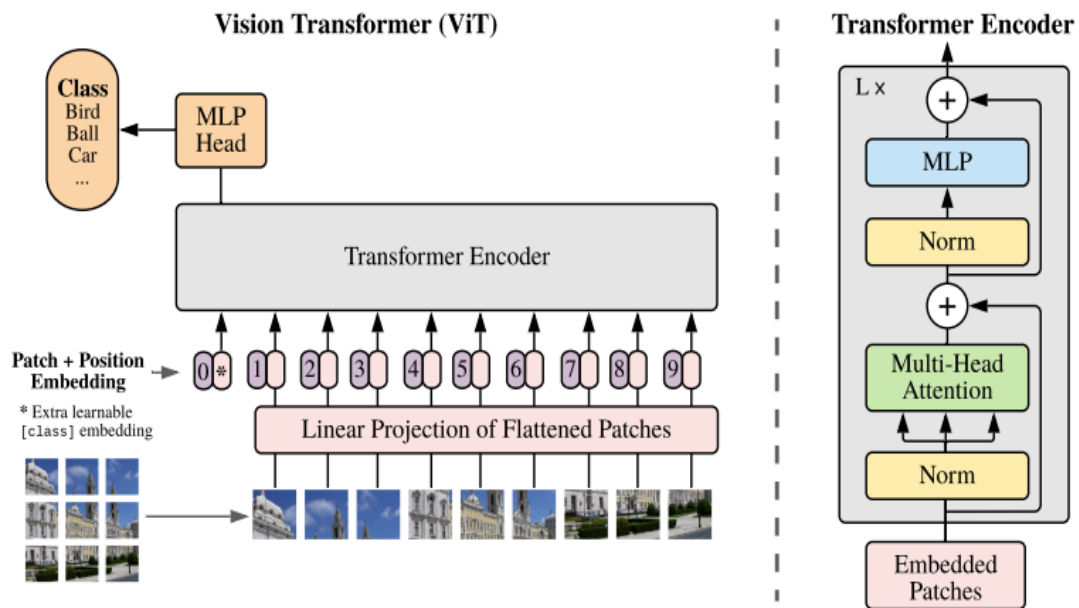 Vision Transformer (ViT)
Class
Bird
Ball
Car
...
MLP
Head
Transformer Encoder
Patch + Position
Embedding
* Extra learnable
[class] embedding
0 * 1 2 3 4 5 6 7 8 9
Linear Projection of Flattened Patches
Transformer Encoder
L x
+
MLP
Norm
+
Multi-Head
Attention
Norm
Embedded
Patches